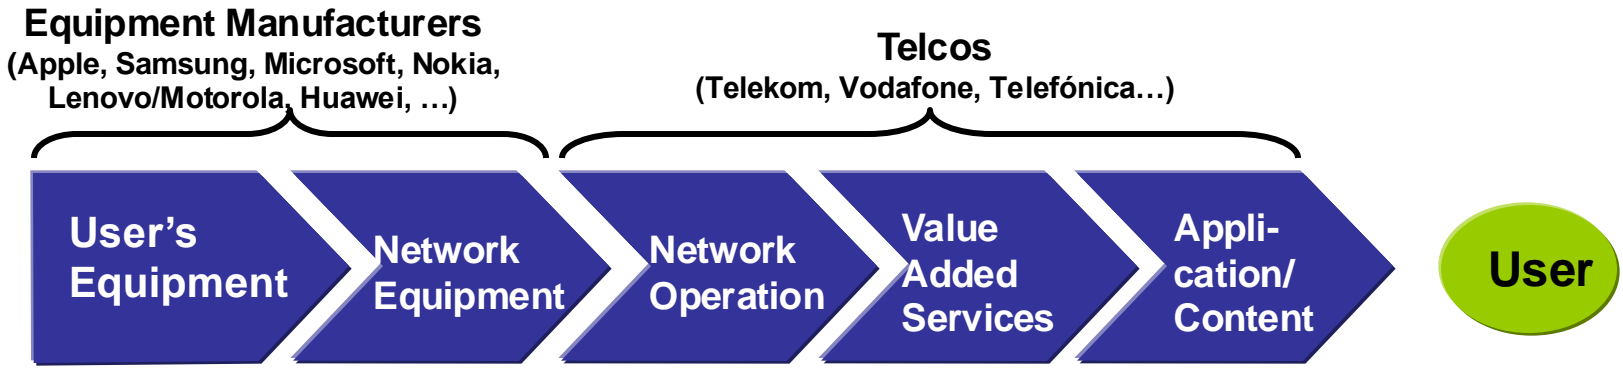 Equipment Manufacturers
(Apple, Samsung, Microsoft, Nokia,
Lenovo/Motorola, Huawei, …)
Telcos
(Telekom, Vodafone, Telefónica…)
User’s
Equipment
Network
Equipment
Network
Operation
Value
Added
Services
Appli-
cation/
Content
User